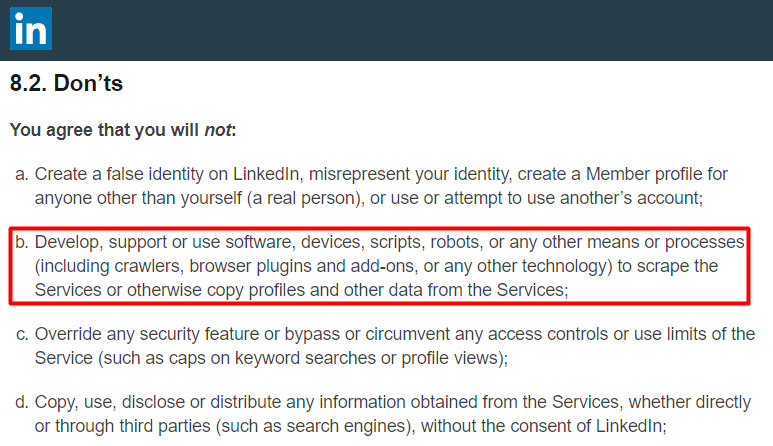 in
8.2. Don’ts
You agree that you will not:
a. Create a false identity on LinkedIn, misrepresent your identity, create a Member profile for
anyone other than yourself (a real person), or use or attempt to use another’s account;
b. Develop, support or use software, devices, scripts, robots, or any other means or processes
(including crawlers, browser plugins and add-ons, or any other technology) to scrape the
Services or otherwise copy profiles and other data from the Services;
c. Override any security feature or bypass or circumvent any access controls or use limits of the
Service (such as caps on keyword searches or profile views);
d. Copy, use, disclose or distribute any information obtained from the Services, whether directly
or through third parties (such as search engines), without the consent of LinkedIn;